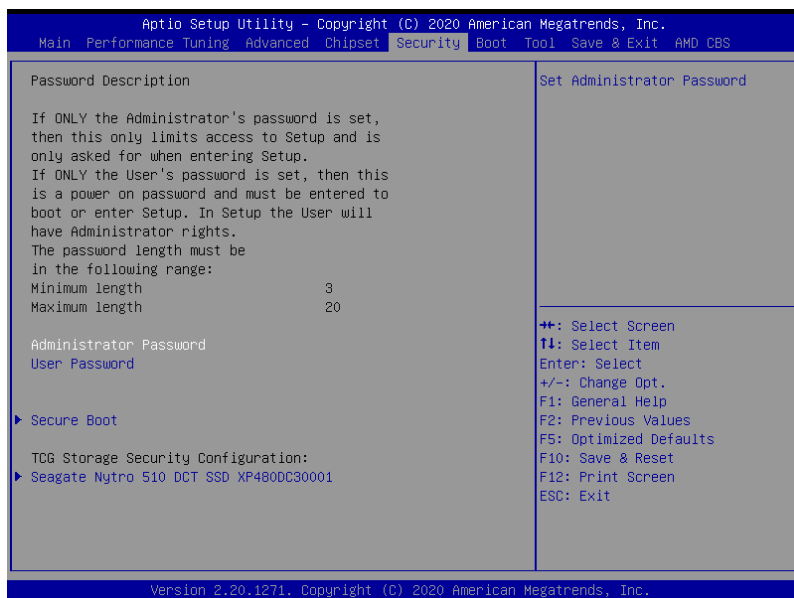 Aptio Setup Utility – Copyright (C) 2020 American Megatrends, Inc.
Main Performance Tuning Advanced Chipset Security Boot Tool Save & Exit AMD CBS
Password Description
If ONLY the Administrator's password is set,
then this only limits access to Setup and is
only asked for when entering Setup.
If ONLY the User's password is set, then this
is a power on password and must be entered to
boot or enter Setup. In Setup the User will
have Administrator rights.
The password length must be
in the following range:
Minimum length 3
Maximum length 20
Administrator Password
User Password
Secure Boot
TCG Storage Security Configuration:
Seagate Nytro 510 DCT SSD XP480DC30001
Set Administrator Password
→←: Select Screen
↑↓: Select Item
Enter: Select
+/-: Change Opt.
F1: General Help
F2: Previous Values
F5: Optimized Defaults
F10: Save & Reset
F12: Print Screen
ESC: Exit
Version 2.20.1271. Copyright (C) 2020 American Megatrends, Inc.